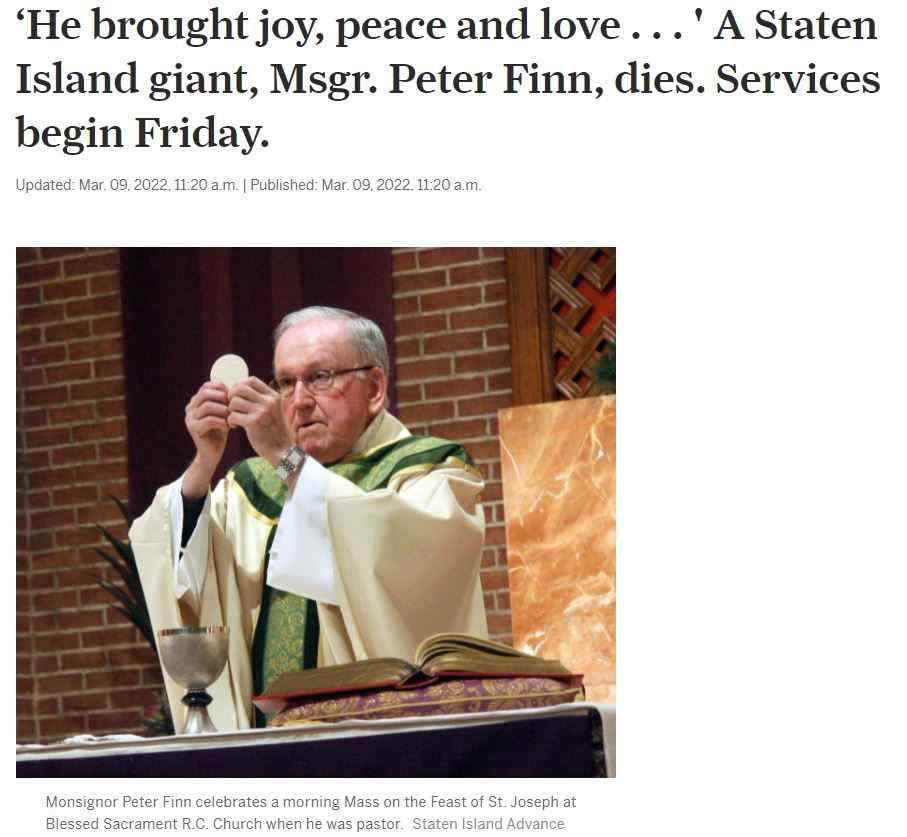 ‘He brought joy, peace and love . . . ' A Staten
Island giant, Msgr. Peter Finn, dies. Services
begin Friday.
Updated: Mar. 09, 2022, 11:20 a.m. | Published: Mar. 09, 2022, 11:20 a.m.
Monsignor Peter Finn celebrates a morning Mass on the Feast of St. Joseph at
Blessed Sacrament R.C. Church when he was pastor. Staten Island Advance